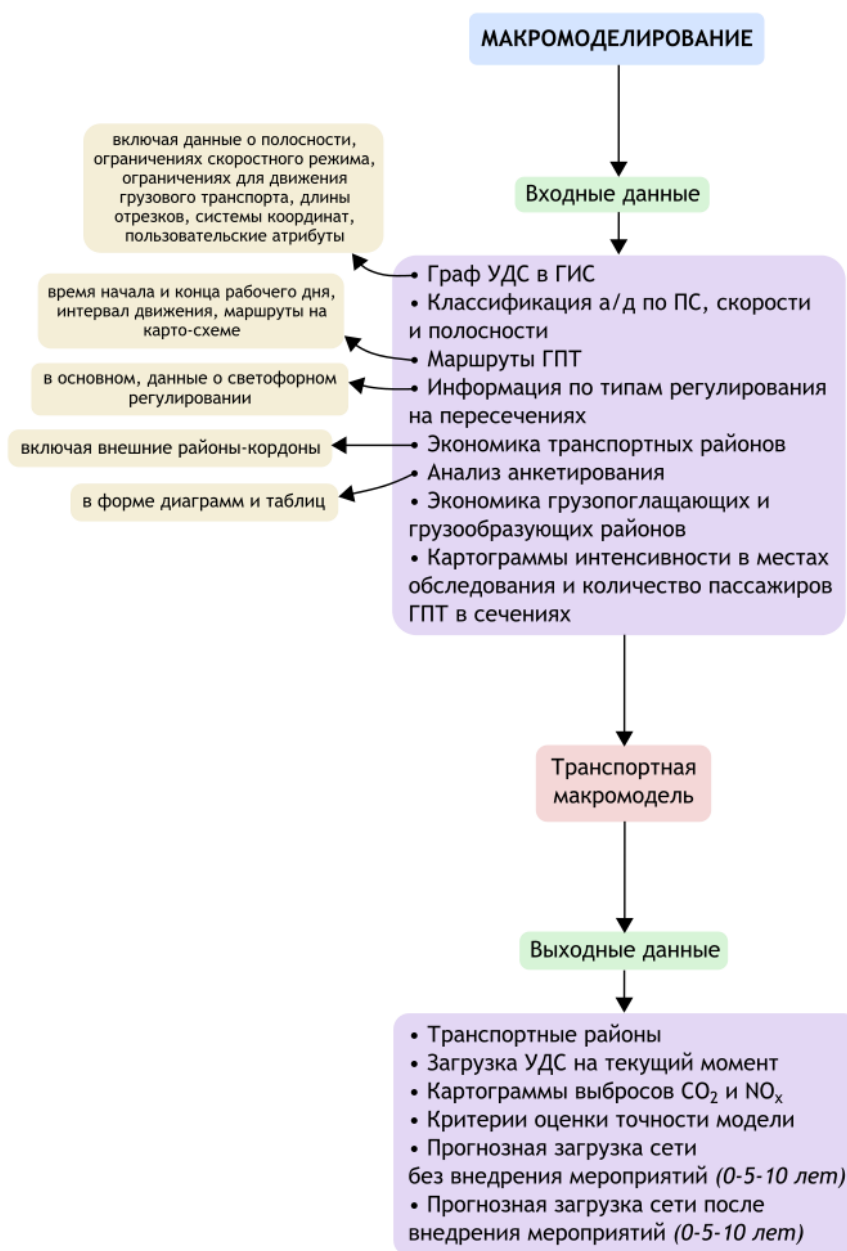 МАКРОМОДЕЛИРОВАНИЕ
Входные данные
включая данные о полосности,
ограничениях скоростного режима,
ограничениях для движения
грузового транспорта, длины
отрезков, системы координат,
пользовательские атрибуты
время начала и конца рабочего дня,
интервал движения, маршруты на
карто-схеме
в основном, данные о светофорном
регулировании
включая внешние районы-кордоны
в форме диаграмм и таблиц
• Граф УДС в ГИС
• Классификация а/д по ПС, скорости
и полосности
• Маршруты ГПТ
• Информация по типам регулирования
на пересечениях
• Экономика транспортных районов
• Анализ анкетирования
• Экономика грузопоглащающих и
грузообразующих районов
• Картограммы интенсивности в местах
обследования и количество пассажиров
ГПТ в сечениях
Транспортная
макромодель
Выходные данные
• Транспортные районы
• Загрузка УДС на текущий момент
• Картограммы выбросов CO₂ и NOₓ
• Критерии оценки точности модели
• Прогнозная загрузка сети
без внедрения мероприятий (0-5-10 лет)
• Прогнозная загрузка сети после
внедрения мероприятий (0-5-10 лет)